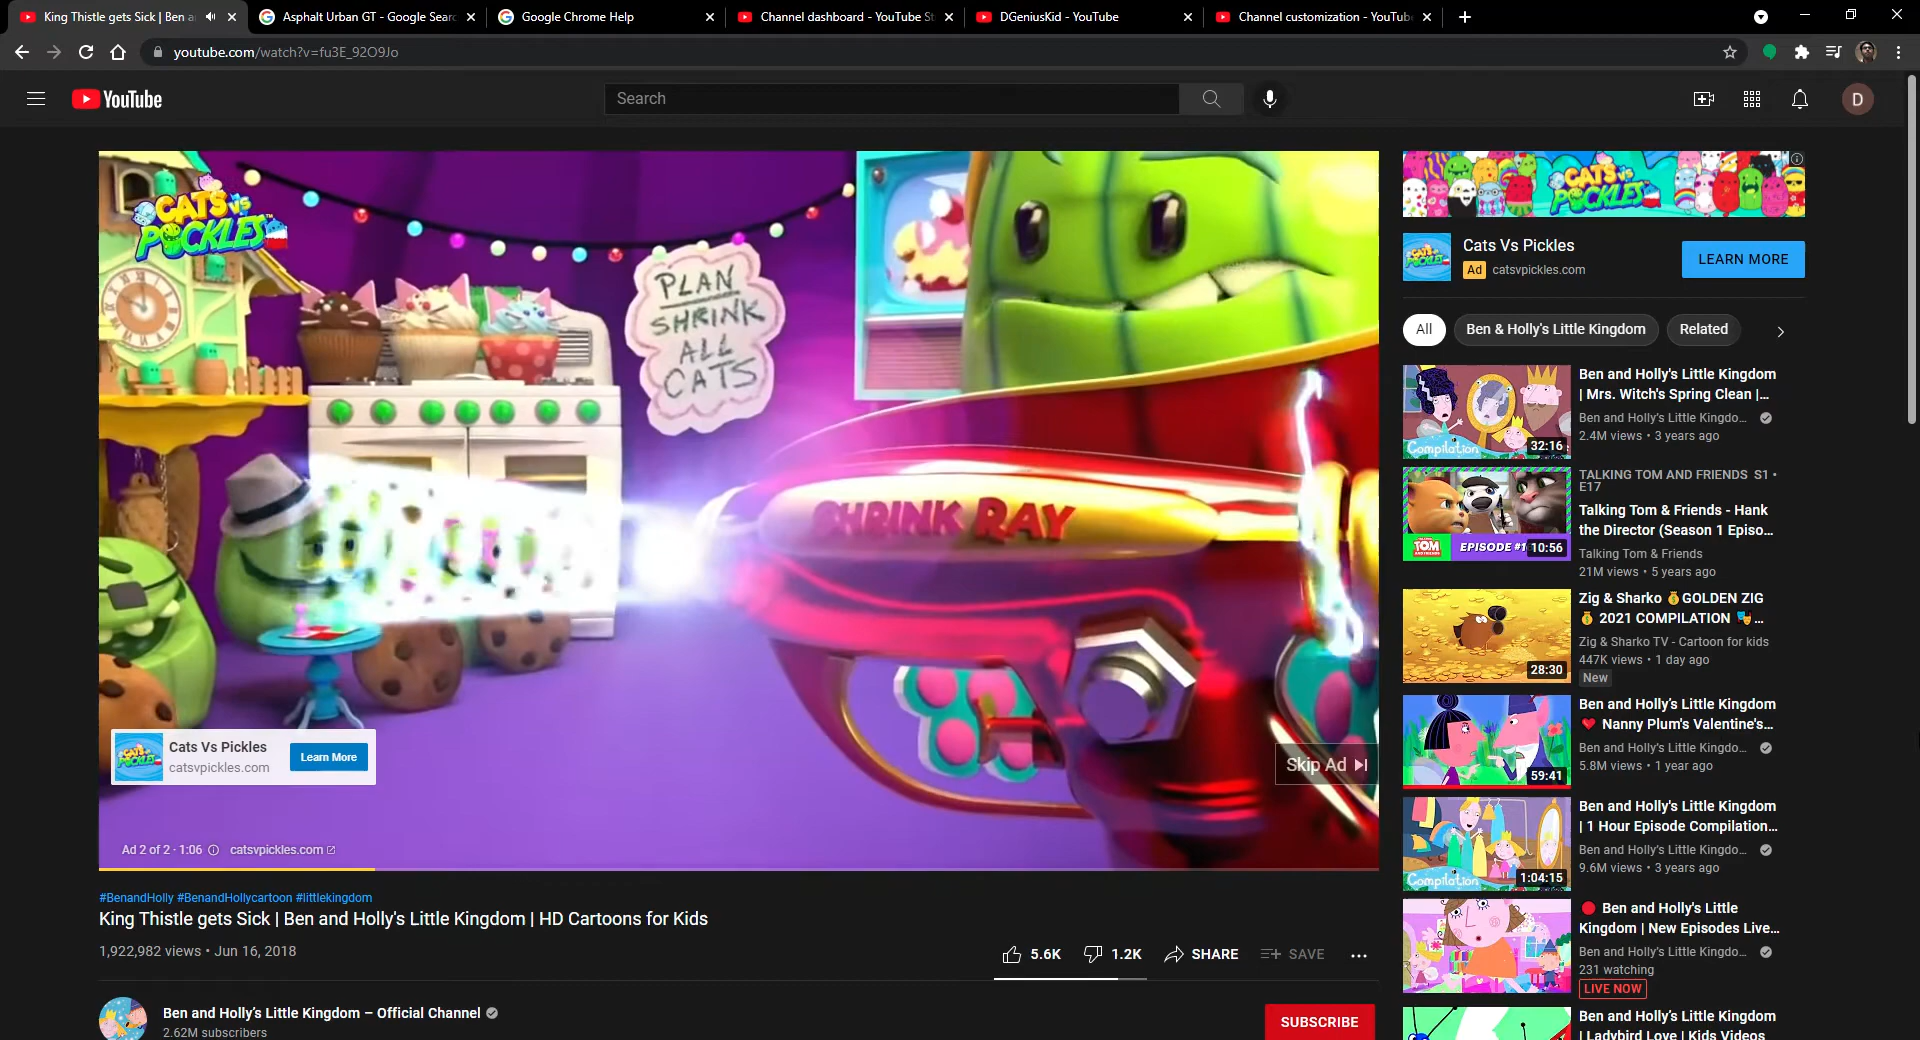 King Thistle gets Sick | Ben a
Asphalt Urban GT - Google Searc
Google Chrome Help
Channel dashboard - YouTube S
DGeniusKid - YouTube
Channel customization - YouTub
youtube.com/watch?v=fu3E_92O9Jo
YouTube
Search
D
CATS vs PICKLES
PLAN
SHRINK
ALL
CATS
SHRINK RAY
Cats Vs Pickles
catsvpickles.com
Learn More
Skip Ad
Ad 2 of 2 · 1:06
catsvpickles.com
#BenandHolly #BenandHollycartoon #littlekingdom
King Thistle gets Sick | Ben and Holly's Little Kingdom | HD Cartoons for Kids
1,922,982 views • Jun 16, 2018
5.6K
1.2K
SHARE
SAVE
Ben and Holly's Little Kingdom – Official Channel
2.62M subscribers
SUBSCRIBE
CATS vs PICKLES
Cats Vs Pickles
Ad catsvpickles.com
LEARN MORE
All
Ben & Holly's Little Kingdom
Related
Compilation
32:16
Ben and Holly's Little Kingdom
| Mrs. Witch's Spring Clean |...
Ben and Holly's Little Kingdo...
2.4M views • 3 years ago
TOM
EPISODE #1
10:56
TALKING TOM AND FRIENDS S1 •
E17
Talking Tom & Friends - Hank
the Director (Season 1 Episo...
Talking Tom & Friends
21M views • 5 years ago
28:30
Zig & Sharko 💰GOLDEN ZIG
💰 2021 COMPILATION 🎭...
Zig & Sharko TV - Cartoon for kids
447K views • 1 day ago
New
59:41
Ben and Holly's Little Kingdom
❤️ Nanny Plum's Valentine's...
Ben and Holly's Little Kingdo...
5.8M views • 1 year ago
Compilation
1:04:15
Ben and Holly's Little Kingdom
| 1 Hour Episode Compilation...
Ben and Holly's Little Kingdo...
9.6M views • 3 years ago
🔴 Ben and Holly's Little
Kingdom | New Episodes Live...
Ben and Holly's Little Kingdo...
231 watching
LIVE NOW
Ben and Holly's Little Kingdom
| Ladybird Love | Kids Videos